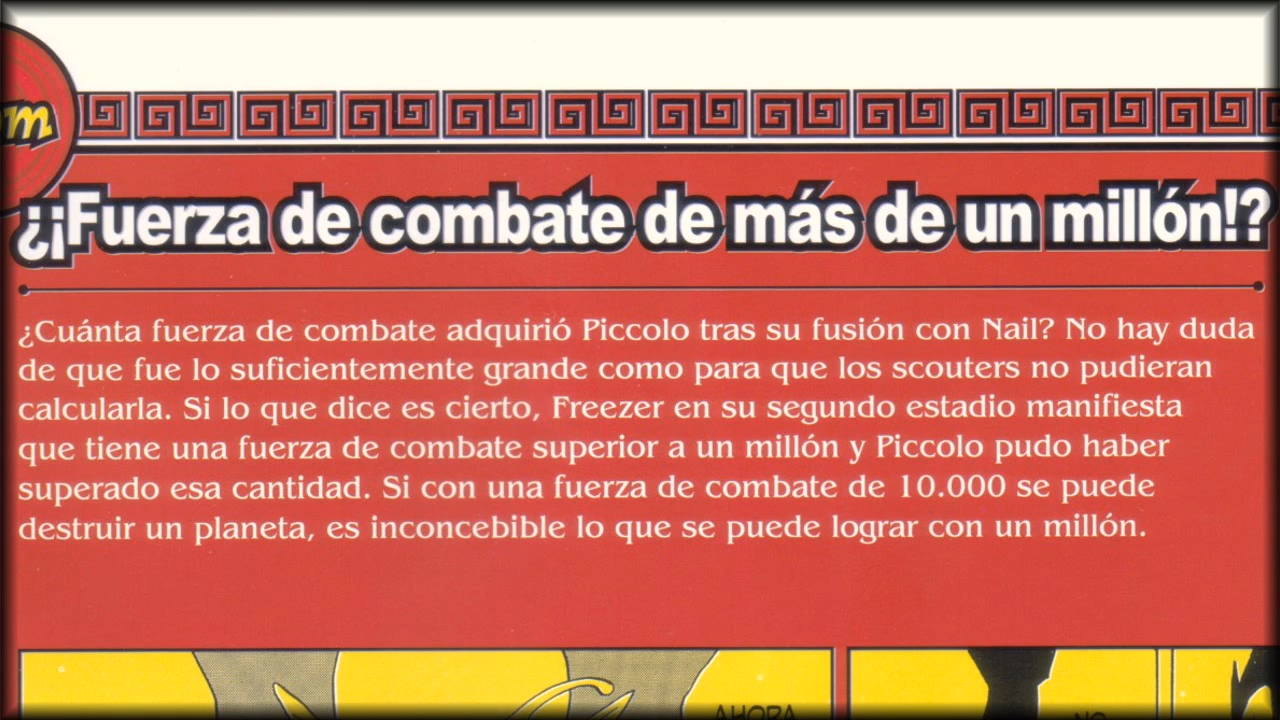 m
¿¡Fuerza de combate de más de un millón!?
¿Cuánta fuerza de combate adquirió Piccolo tras su fusión con Nail? No hay duda
de que fue lo suficientemente grande como para que los scouters no pudieran
calcularla. Si lo que dice es cierto, Freezer en su segundo estadio manifiesta
que tiene una fuerza de combate superior a un millón y Piccolo pudo haber
superado esa cantidad. Si con una fuerza de combate de 10.000 se puede
destruir un planeta, es inconcebible lo que se puede lograr con un millón.
AHORA
NO